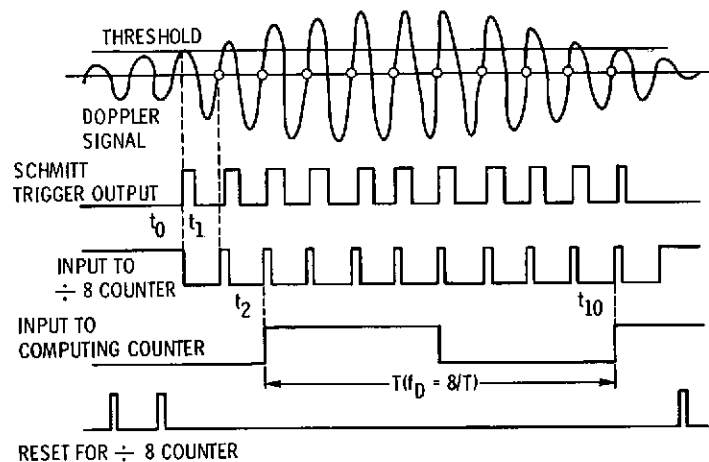 THRESHOLD
DOPPLER
SIGNAL
SCHMITT
TRIGGER OUTPUT
t0 t1
INPUT TO
÷ 8 COUNTER
t2 t10
INPUT TO
COMPUTING COUNTER
T(fD = 8/T)
RESET FOR ÷ 8 COUNTER